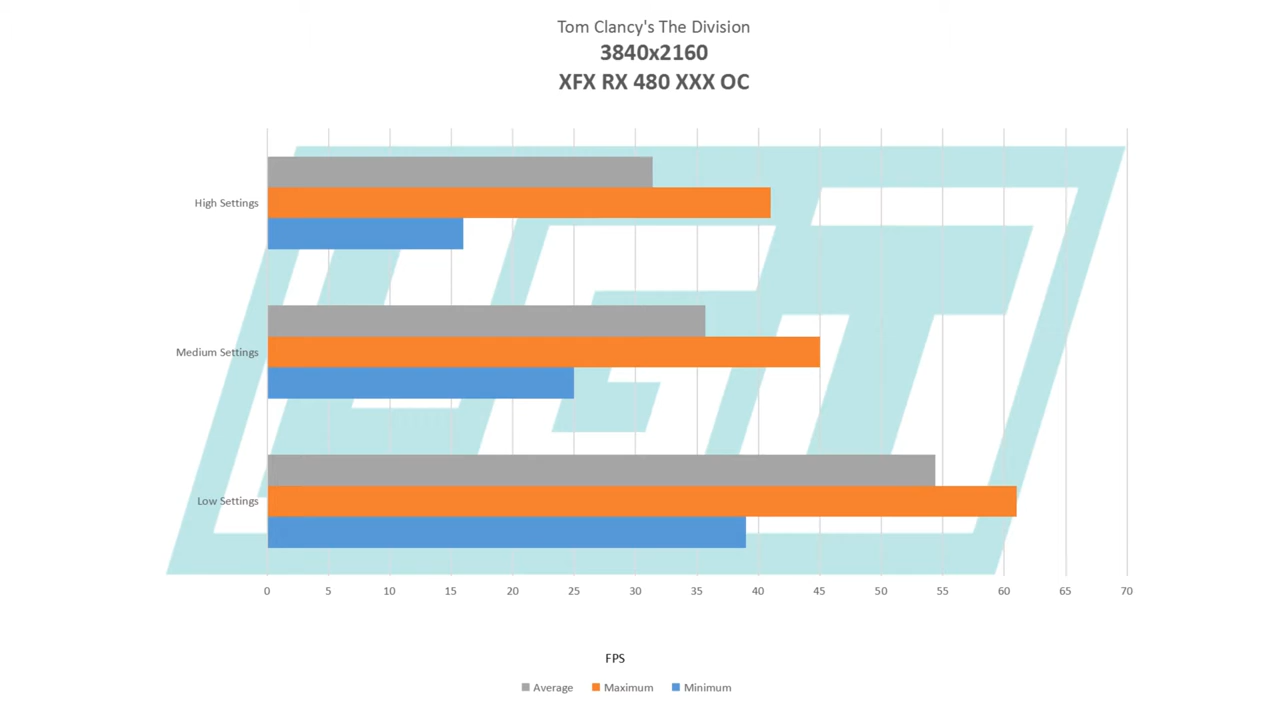 Tom Clancy's The Division
3840x2160
XFX RX 480 XXX OC
High Settings
Medium Settings
Low Settings
0 5 10 15 20 25 30 35 40 45 50 55 60 65 70
FPS
Average Maximum Minimum